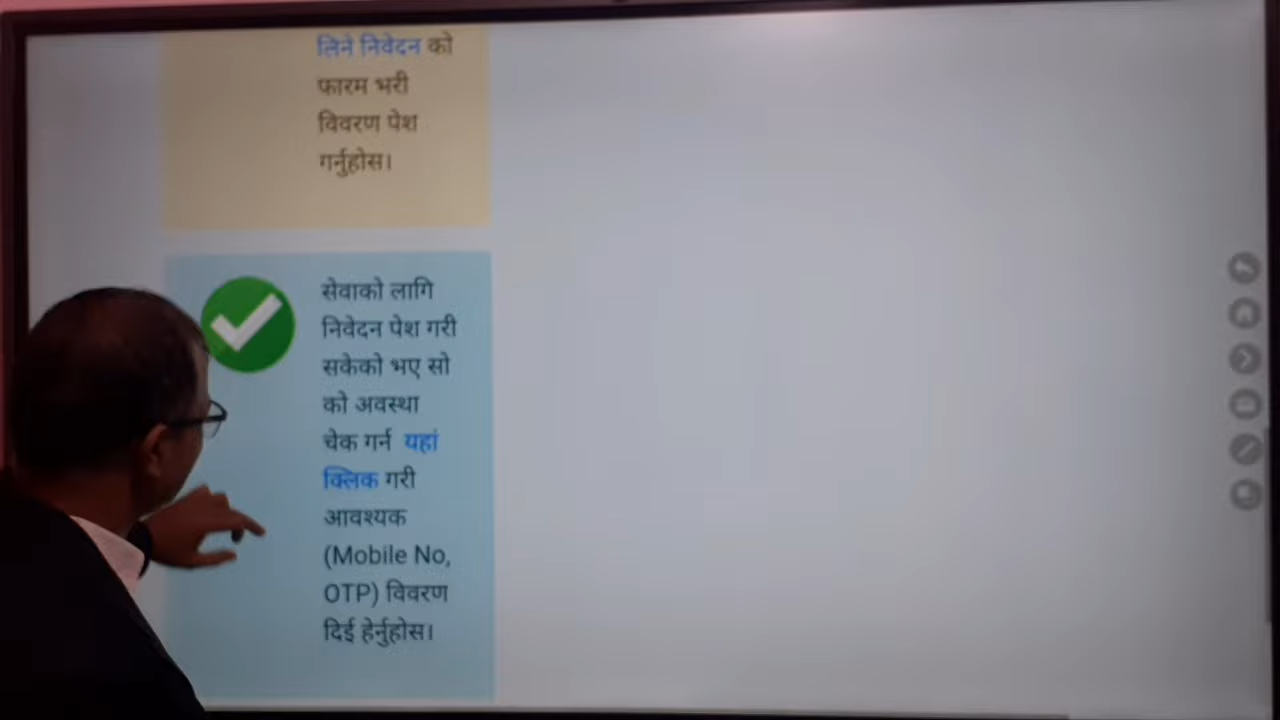 लिने निवेदन को
फारम भरी
विवरण पेश
गर्नुहोस।
सेवाको लागि
निवेदन पेश गरी
सकेको भए सो
को अवस्था
चेक गर्न यहां
क्लिक गरी
आवश्यक
(Mobile No,
OTP) विवरण
दिई हेर्नुहोस।